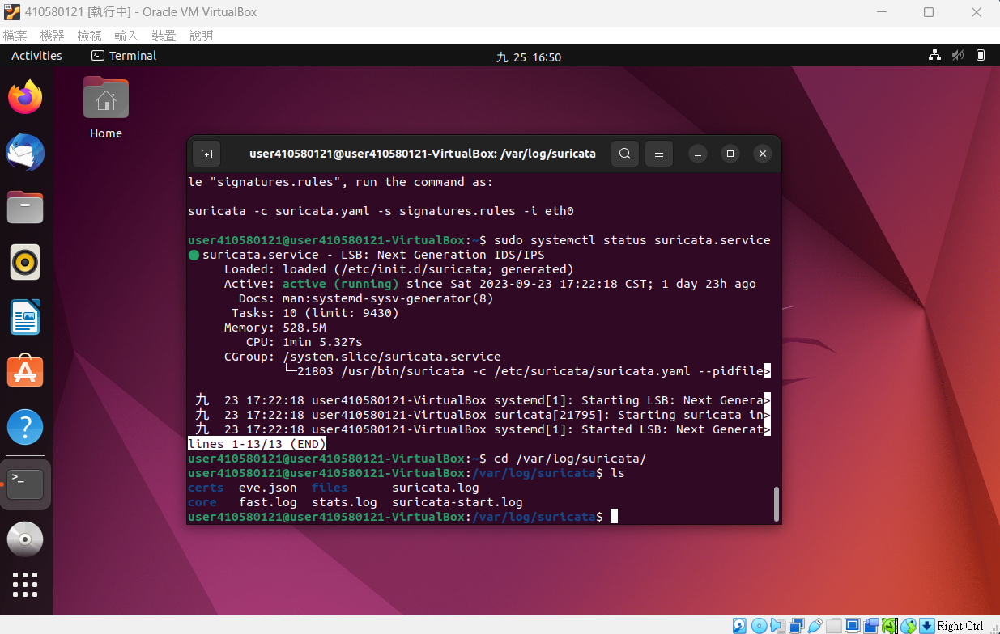 410580121 [執行中] - Oracle VM VirtualBox
檔案 機器 檢視 輸入 裝置 說明
Activities Terminal 九 25 16:50
Home
user410580121@user410580121-VirtualBox: /var/log/suricata
le "signatures.rules", run the command as:
suricata -c suricata.yaml -s signatures.rules -i eth0
user410580121@user410580121-VirtualBox:~$ sudo systemctl status suricata.service
● suricata.service - LSB: Next Generation IDS/IPS
Loaded: loaded (/etc/init.d/suricata; generated)
Active: active (running) since Sat 2023-09-23 17:22:18 CST; 1 day 23h ago
Docs: man:systemd-sysv-generator(8)
Tasks: 10 (limit: 9430)
Memory: 528.5M
CPU: 1min 5.327s
CGroup: /system.slice/suricata.service
└─21803 /usr/bin/suricata -c /etc/suricata/suricata.yaml --pidfile>
九 23 17:22:18 user410580121-VirtualBox systemd[1]: Starting LSB: Next Genera>
九 23 17:22:18 user410580121-VirtualBox suricata[21795]: Starting suricata in>
九 23 17:22:18 user410580121-VirtualBox systemd[1]: Started LSB: Next Generat>
lines 1-13/13 (END)
user410580121@user410580121-VirtualBox:~$ cd /var/log/suricata/
user410580121@user410580121-VirtualBox:/var/log/suricata$ ls
certs eve.json files suricata.log
core fast.log stats.log suricata-start.log
user410580121@user410580121-VirtualBox:/var/log/suricata$
Right Ctrl